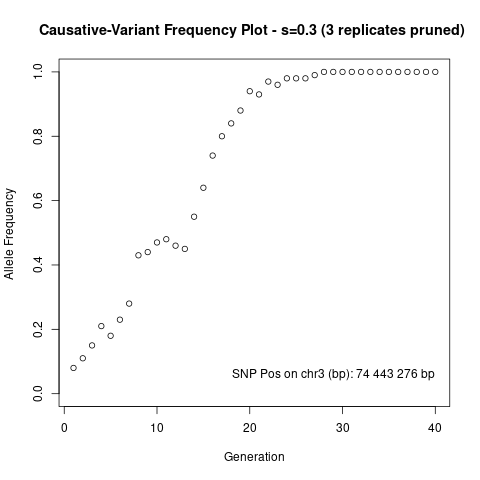 Causative-Variant Frequency Plot - s=0.3 (3 replicates pruned)
Allele Frequency
1.0
0.8
0.6
0.4
0.2
0.0
SNP Pos on chr3 (bp): 74 443 276 bp
0 10 20 30 40
Generation